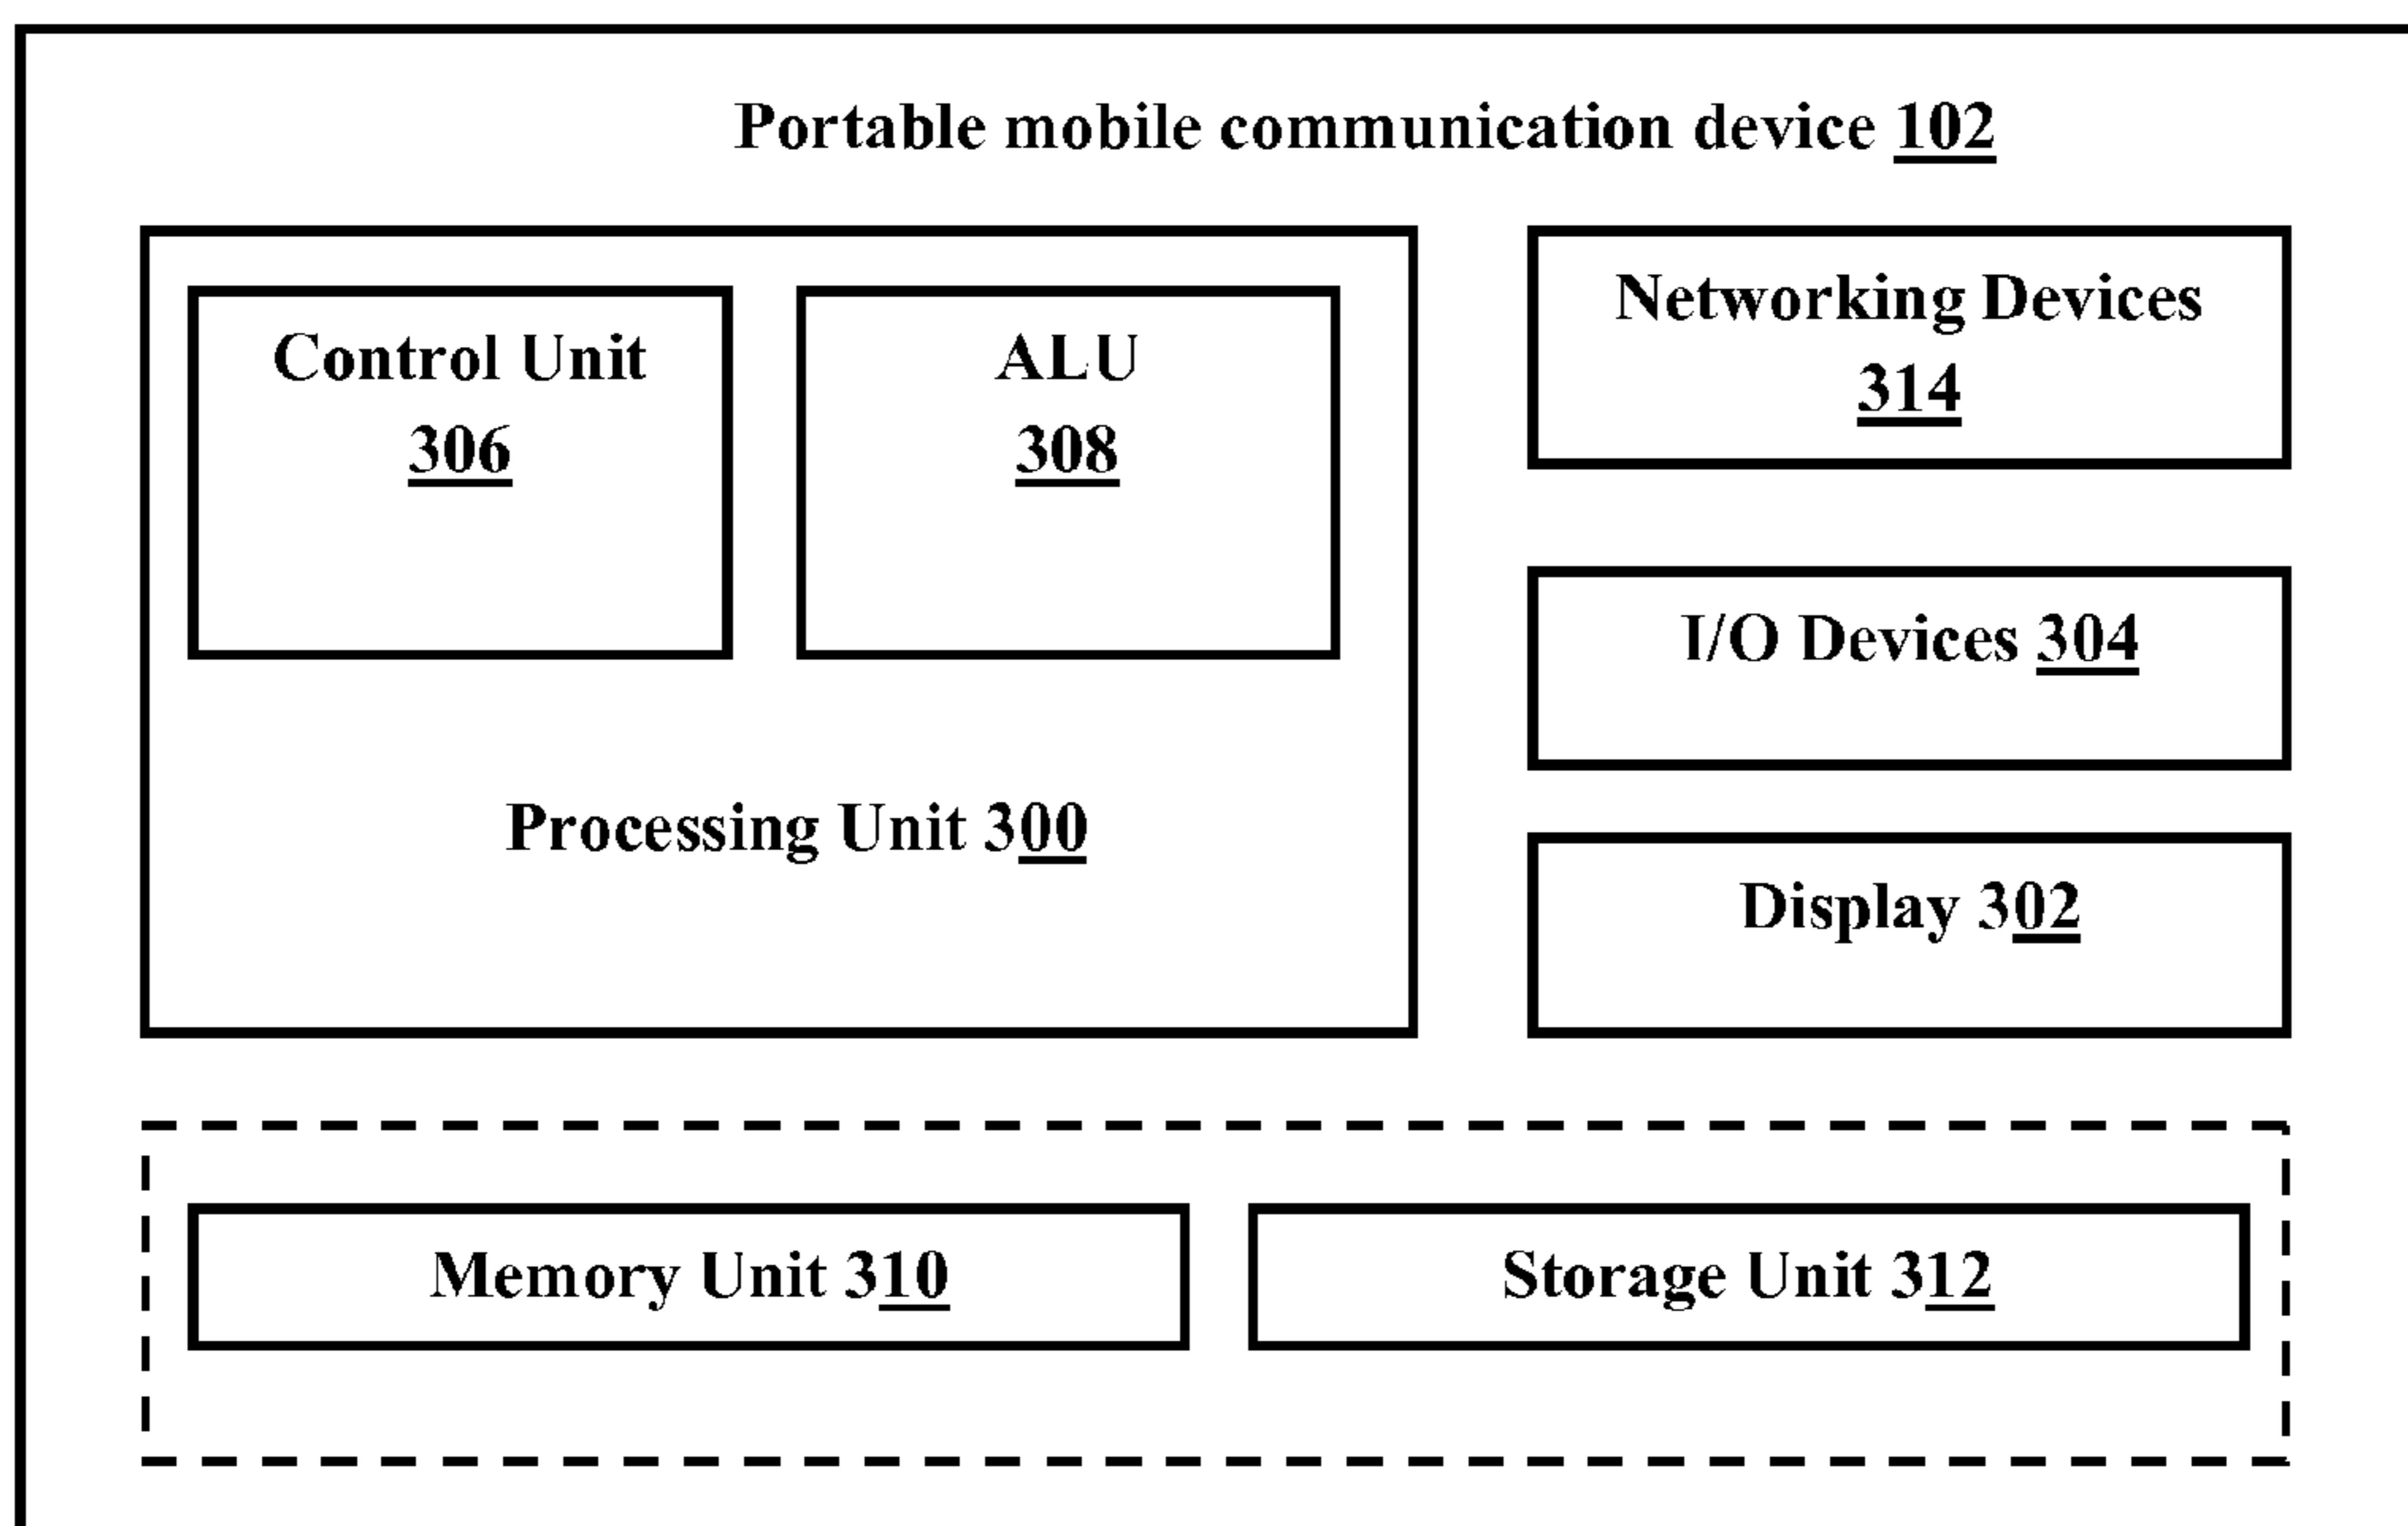 Portable mobile communication device 102
Control Unit
306
ALU
308
Processing Unit 300
Networking Devices
314
I/O Devices 304
Display 302
Memory Unit 310
Storage Unit 312